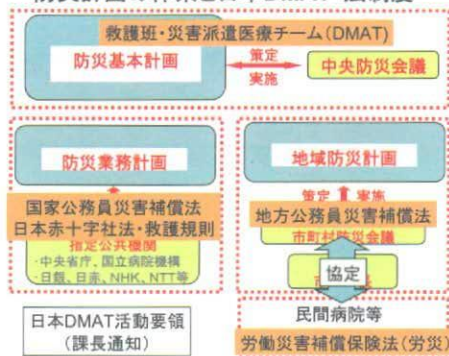 救護班・災害派遣医療チーム(DMAT)
防災基本計画
策定
実施
中央防災会議
防災業務計画
国家公務員災害補償法
日本赤十字社法・救護規則
指定公共機関
・中央省庁、国立病院機構
・日銀、日赤、NHK、NTT等
地域防災計画
策定 実施
地方公務員災害補償法
市町村防災会議
協定
民間病院等
労働災害補償保険法(労災)
日本DMAT活動要領
(課長通知)